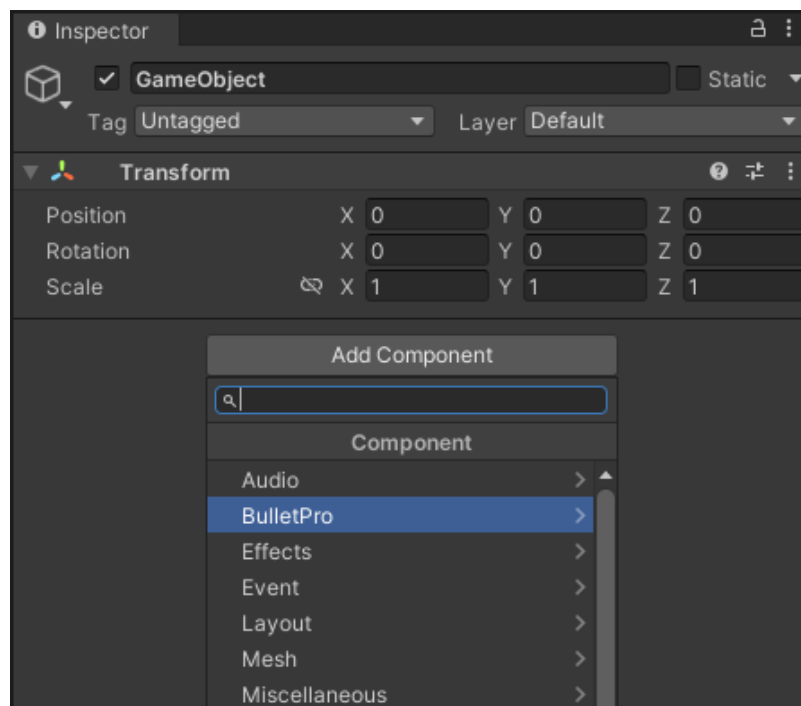 Inspector
GameObject Static
Tag Untagged Layer Default
Transform
Position X 0 Y 0 Z 0
Rotation X 0 Y 0 Z 0
Scale X 1 Y 1 Z 1
Add Component
Component
Audio
BulletPro
Effects
Event
Layout
Mesh
Miscellaneous